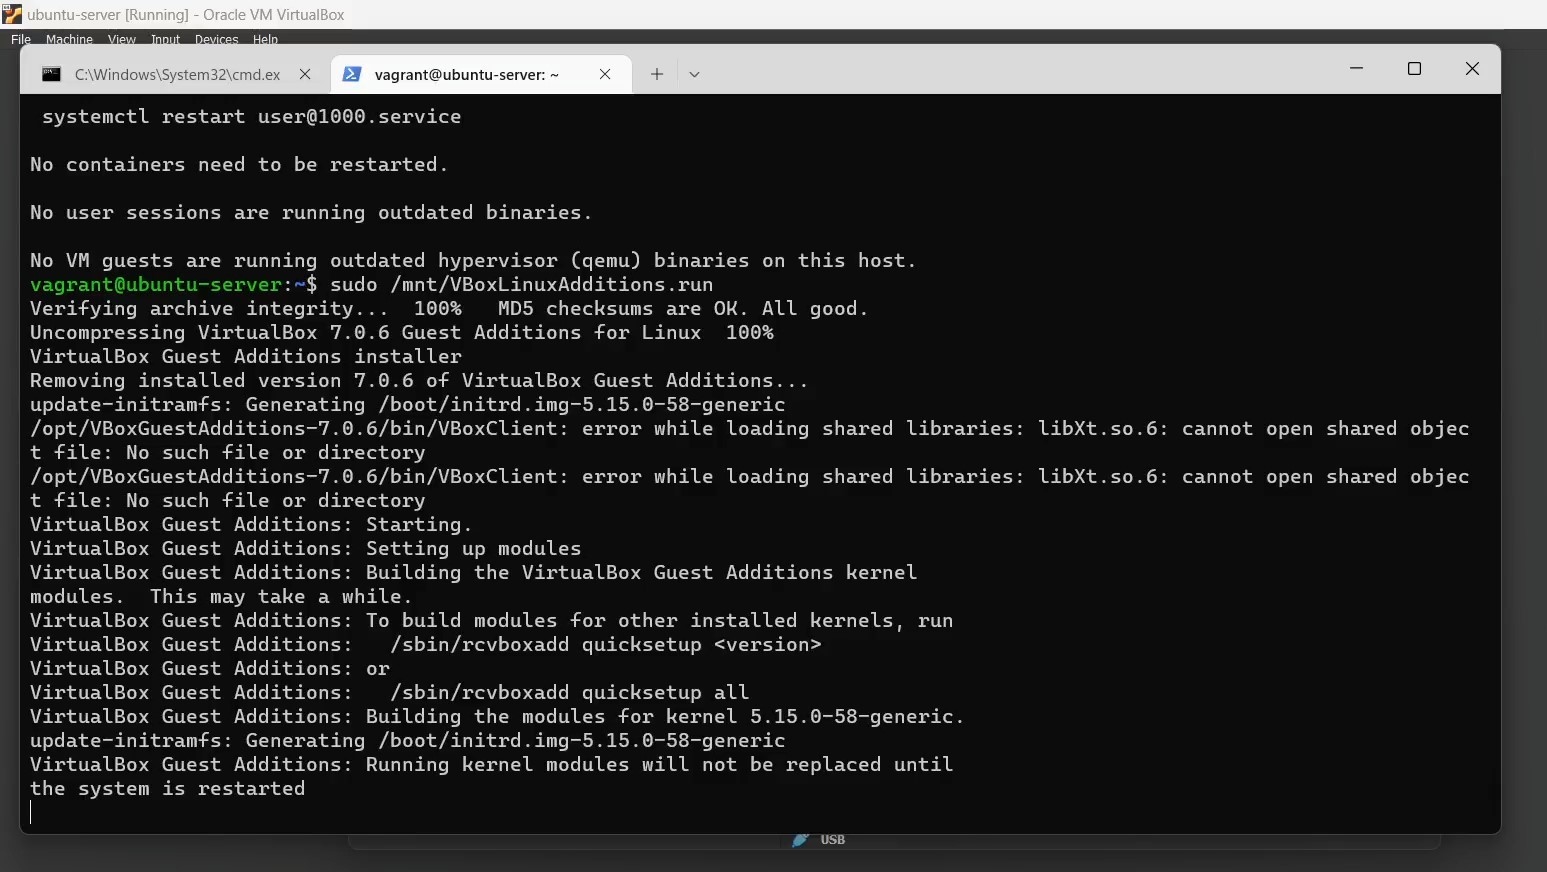 ubuntu-server [Running] - Oracle VM VirtualBox
File Machine View Input Devices Help
C:\Windows\System32\cmd.ex vagrant@ubuntu-server: ~
systemctl restart user@1000.service
No containers need to be restarted.
No user sessions are running outdated binaries.
No VM guests are running outdated hypervisor (qemu) binaries on this host.
vagrant@ubuntu-server:~$ sudo /mnt/VBoxLinuxAdditions.run
Verifying archive integrity...  100%   MD5 checksums are OK. All good.
Uncompressing VirtualBox 7.0.6 Guest Additions for Linux  100%
VirtualBox Guest Additions installer
Removing installed version 7.0.6 of VirtualBox Guest Additions...
update-initramfs: Generating /boot/initrd.img-5.15.0-58-generic
/opt/VBoxGuestAdditions-7.0.6/bin/VBoxClient: error while loading shared libraries: libXt.so.6: cannot open shared objec
t file: No such file or directory
/opt/VBoxGuestAdditions-7.0.6/bin/VBoxClient: error while loading shared libraries: libXt.so.6: cannot open shared objec
t file: No such file or directory
VirtualBox Guest Additions: Starting.
VirtualBox Guest Additions: Setting up modules
VirtualBox Guest Additions: Building the VirtualBox Guest Additions kernel
modules.  This may take a while.
VirtualBox Guest Additions: To build modules for other installed kernels, run
VirtualBox Guest Additions:   /sbin/rcvboxadd quicksetup <version>
VirtualBox Guest Additions: or
VirtualBox Guest Additions:   /sbin/rcvboxadd quicksetup all
VirtualBox Guest Additions: Building the modules for kernel 5.15.0-58-generic.
update-initramfs: Generating /boot/initrd.img-5.15.0-58-generic
VirtualBox Guest Additions: Running kernel modules will not be replaced until
the system is restarted
USB